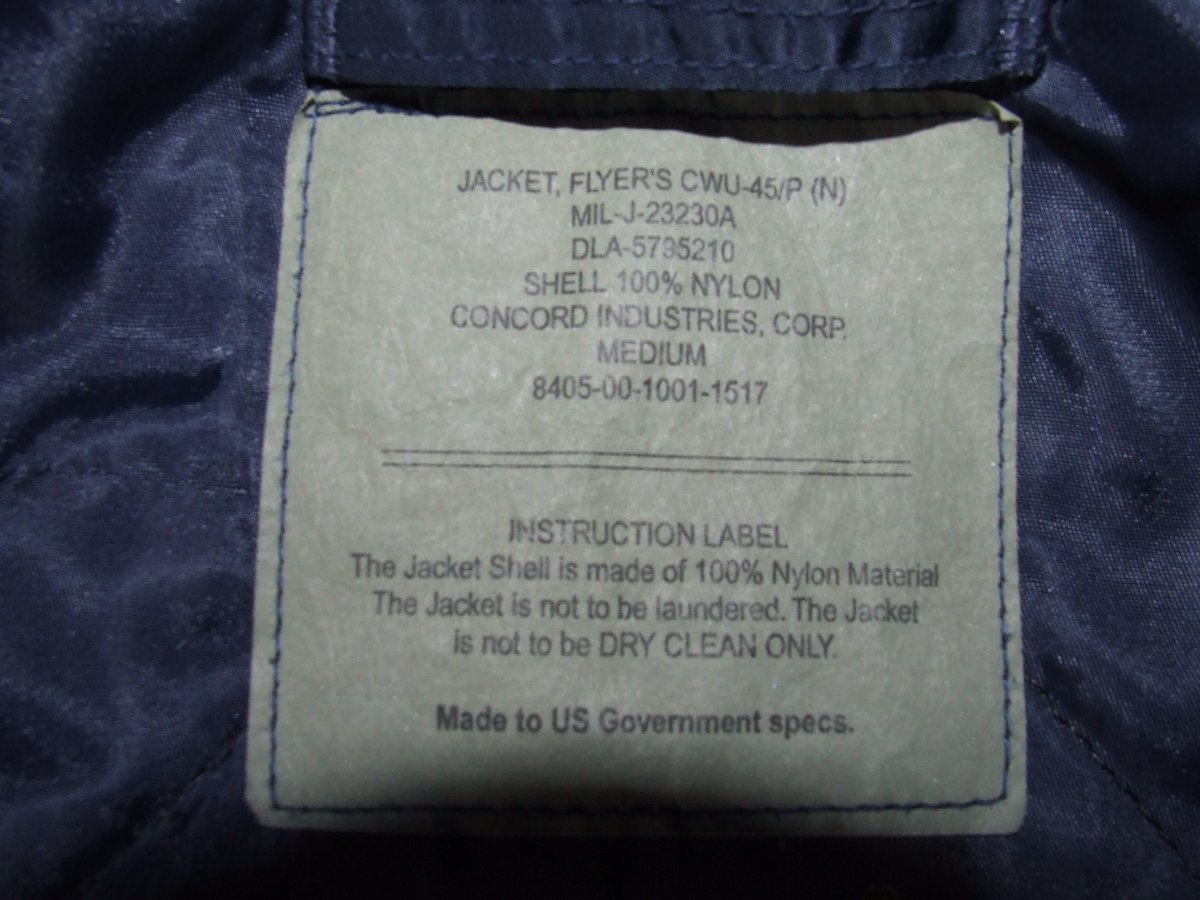 JACKET, FLYER'S CWU-45/P (N)
MIL-J-23230A
DLA-5795210
SHELL 100% NYLON
CONCORD INDUSTRIES, CORP.
MEDIUM
8405-00-1001-1517
INSTRUCTION LABEL
The Jacket Shell is made of 100% Nylon Material
The Jacket is not to be laundered. The Jacket
is not to be DRY CLEAN ONLY.
Made to US Government specs.